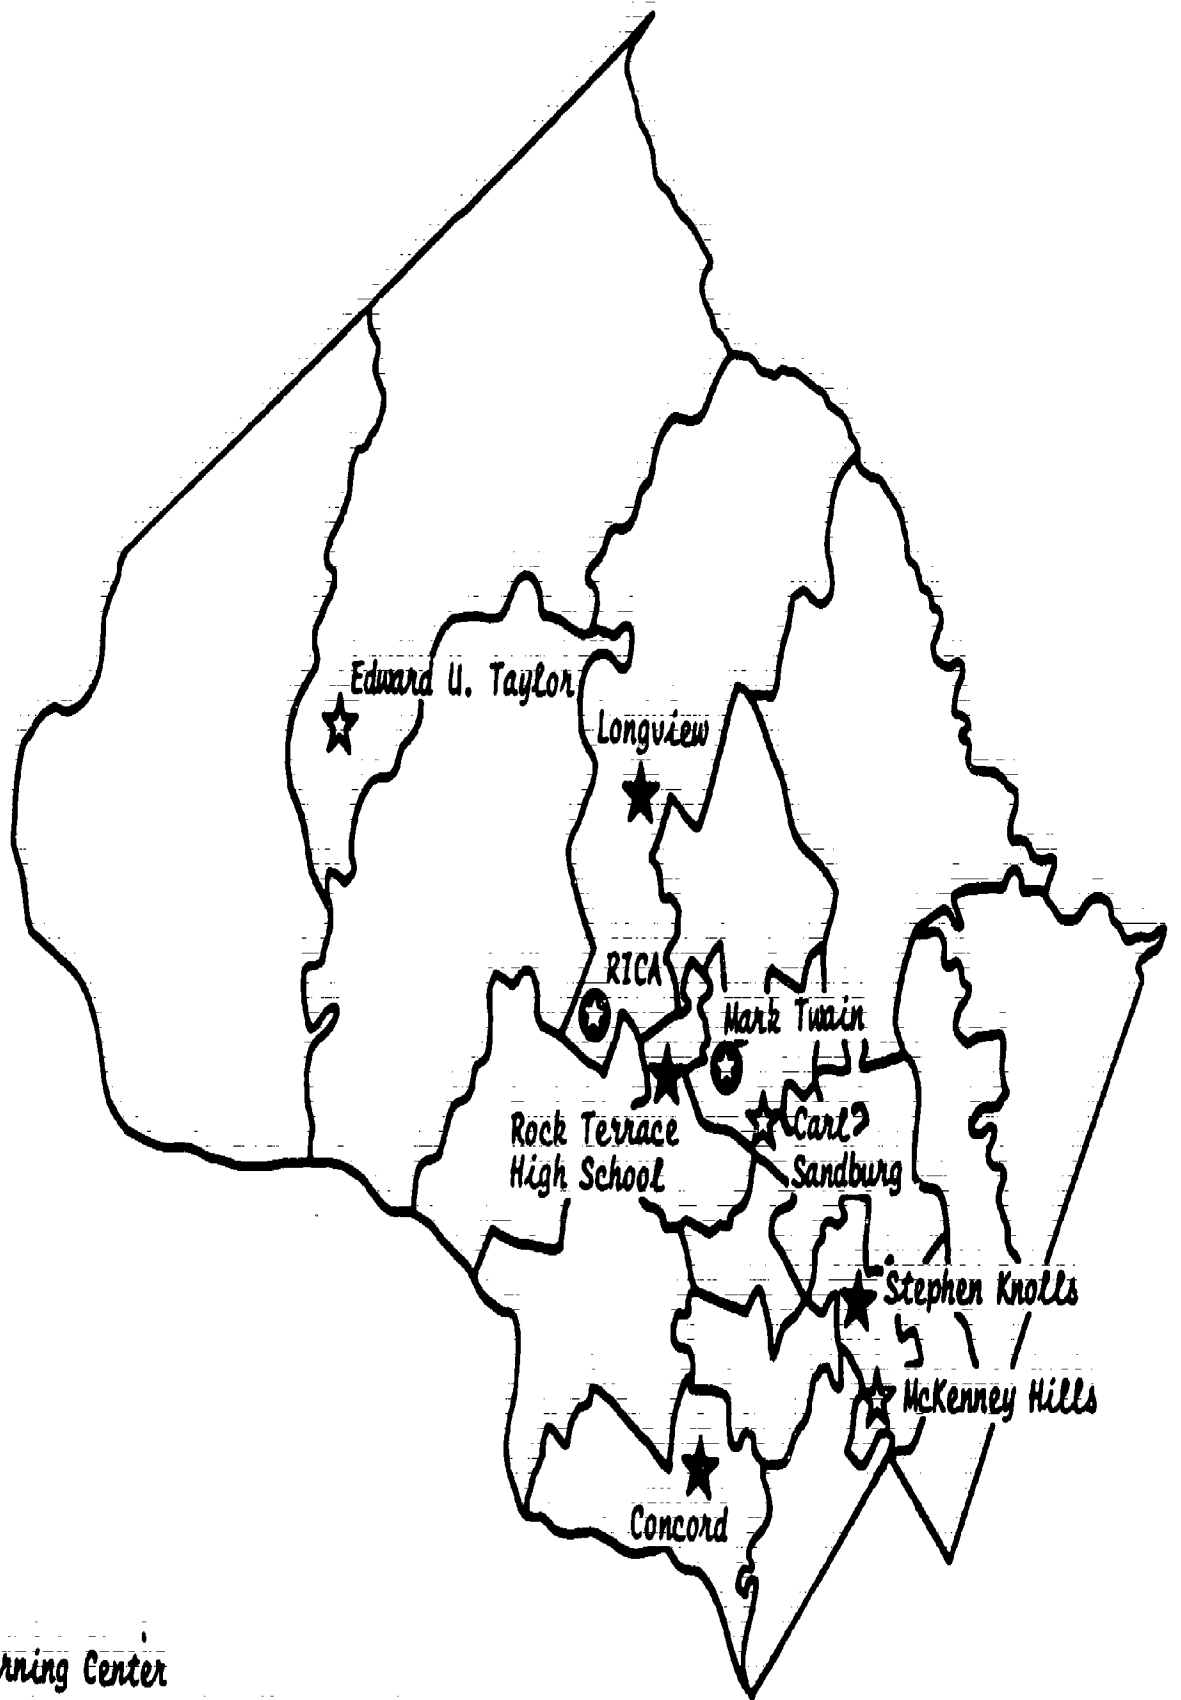 Edward U. Taylor
Longview
RICA
Mark Twain
Rock Terrace
High School
Carl
Sandburg
Stephen Knolls
McKenney Hills
Concord
rning Center